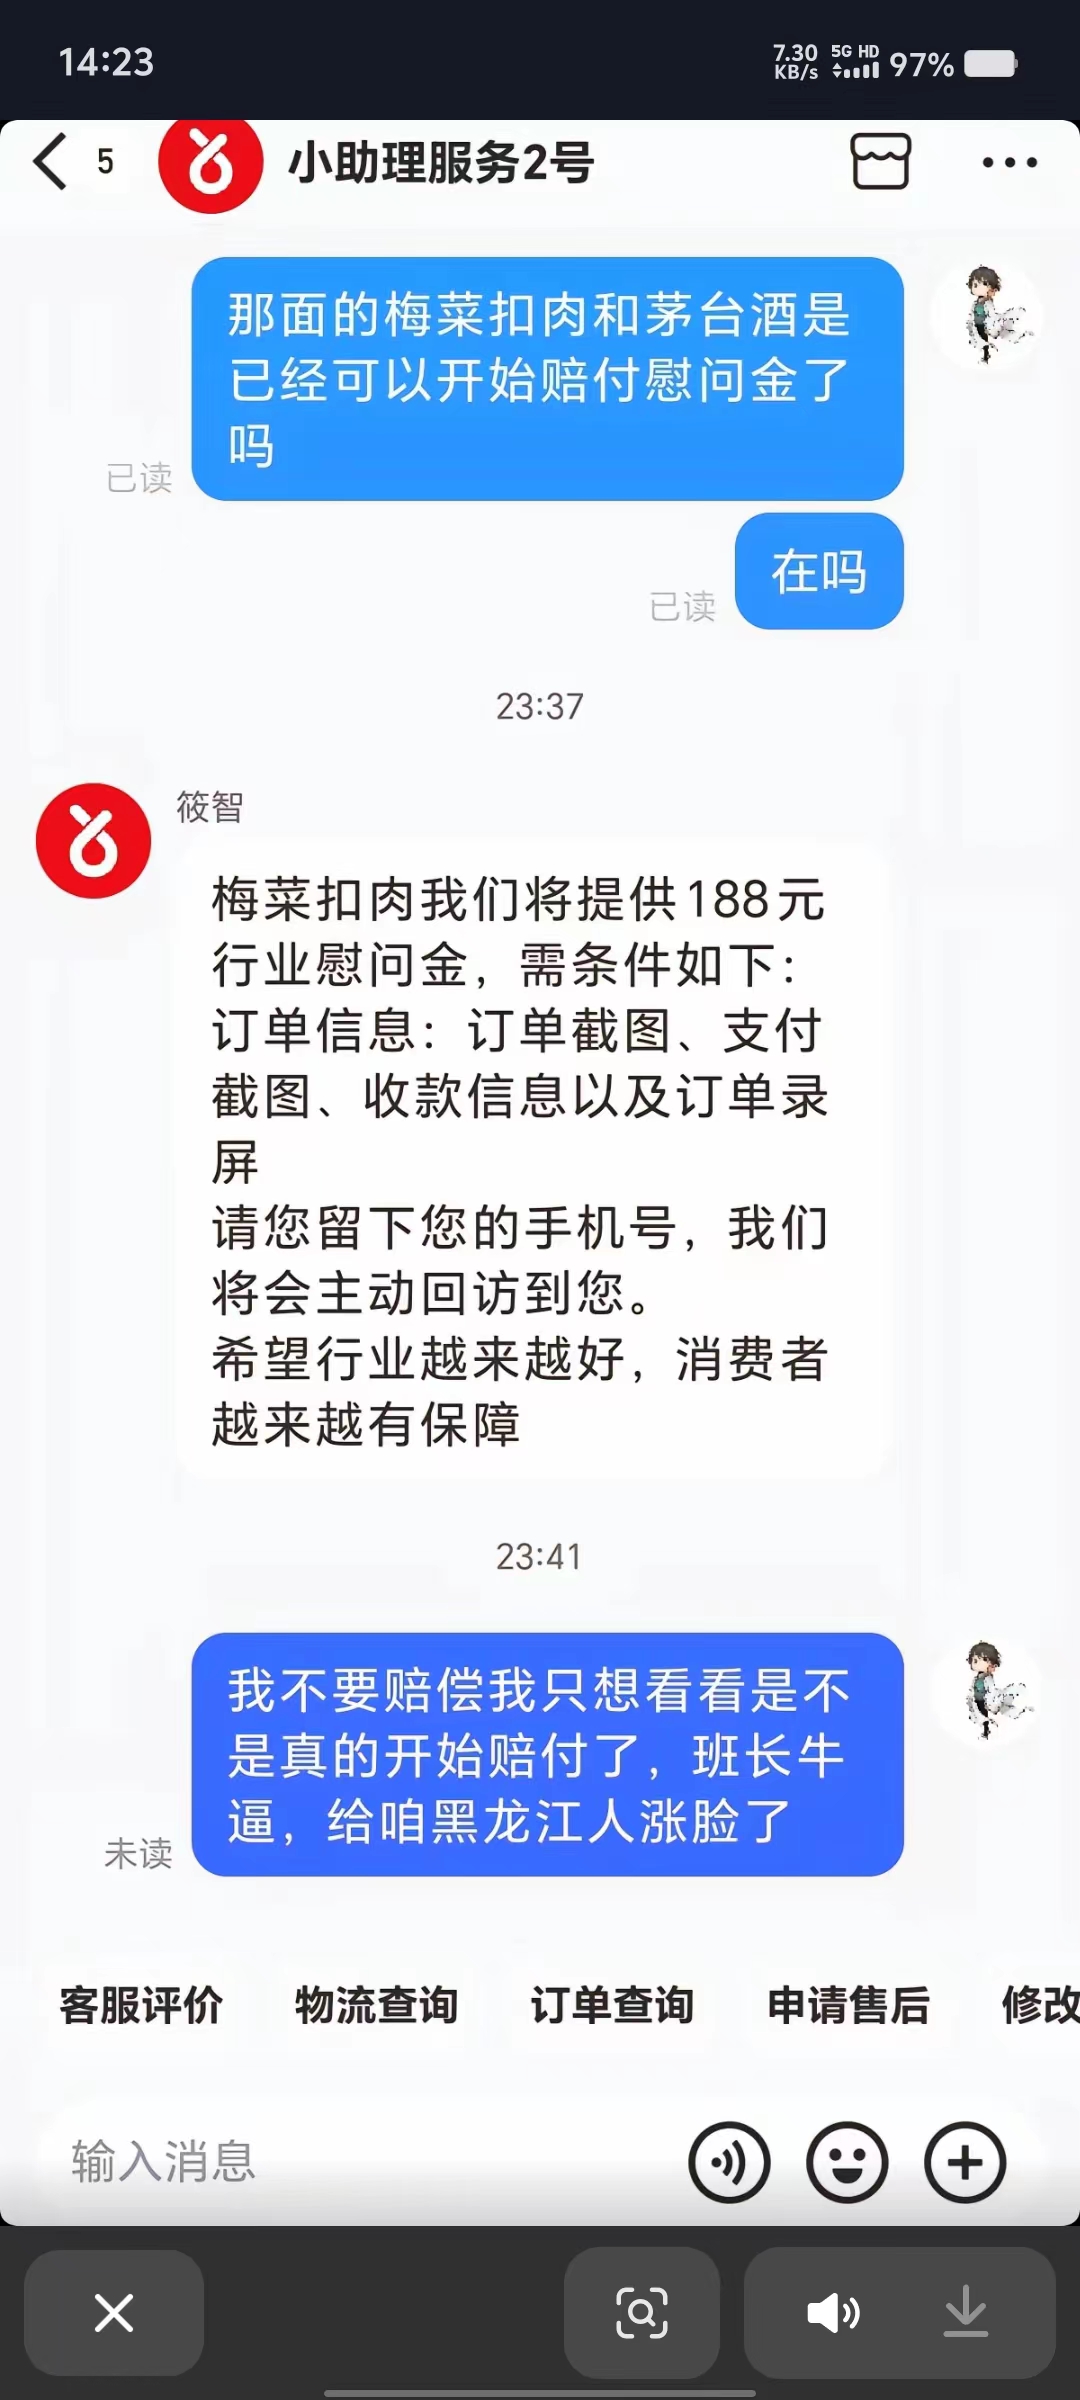 14:23
7.30 KB/s 5G HD 97%
5 小助理服务2号
那面的梅菜扣肉和茅台酒是
已经可以开始赔付慰问金了
吗
已读
在吗
已读
23:37
筱智
梅菜扣肉我们将提供188元
行业慰问金，需条件如下：
订单信息：订单截图、支付
截图、收款信息以及订单录
屏
请您留下您的手机号，我们
将会主动回访到您。
希望行业越来越好，消费者
越来越有保障
23:41
我不要赔偿我只想看看是不
是真的开始赔付了，班长牛
逼，给咱黑龙江人涨脸了
未读
客服评价 物流查询 订单查询 申请售后 修改
输入消息